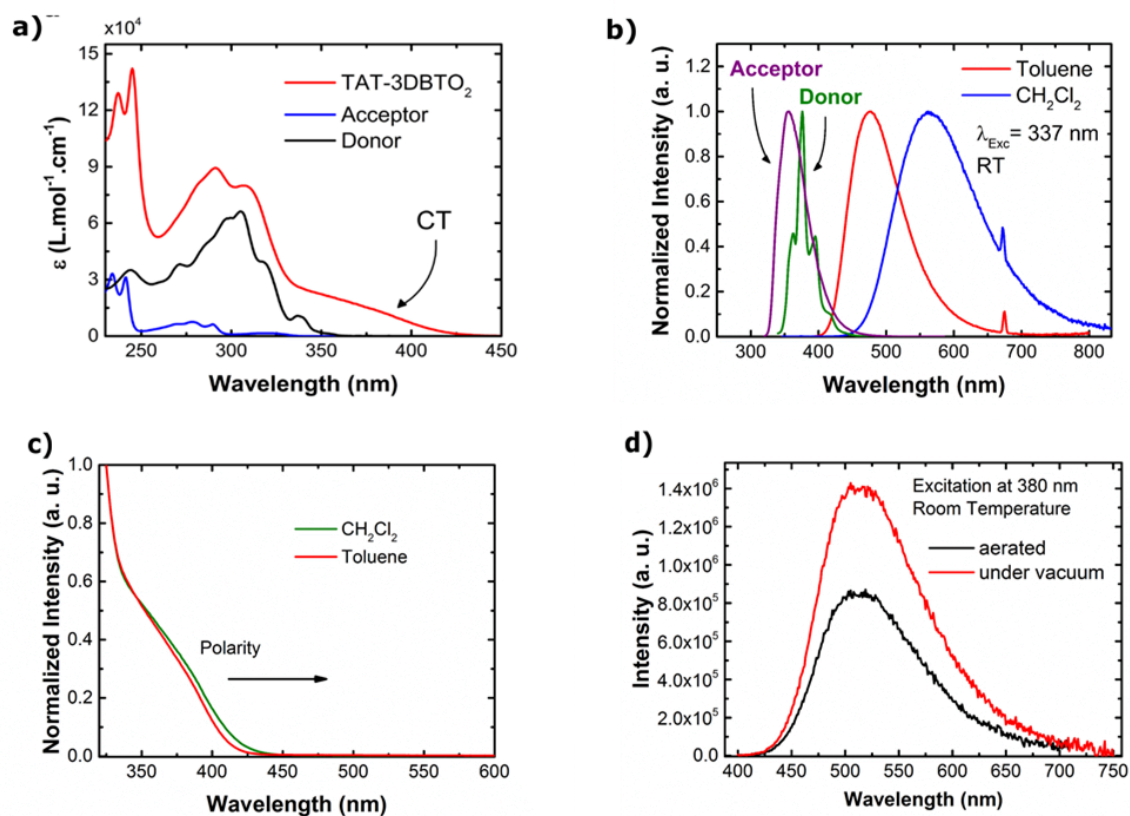 a)
×10⁴
15
12
9
6
3
0
250 300 350 400 450
ε (L.mol⁻¹.cm⁻¹)
Wavelength (nm)
TAT-3DBTO₂
Acceptor
Donor
CT
b)
1.2
1.0
0.8
0.6
0.4
0.2
0.0
300 400 500 600 700 800
Normalized Intensity (a. u.)
Wavelength (nm)
Acceptor
Donor
Toluene
CH₂Cl₂
λExc= 337 nm
RT
c)
1.0
0.8
0.6
0.4
0.2
0.0
350 400 450 500 550 600
Normalized Intensity (a. u.)
Wavelength (nm)
CH₂Cl₂
Toluene
Polarity
d)
1.4x10⁶
1.2x10⁶
1.0x10⁶
8.0x10⁵
6.0x10⁵
4.0x10⁵
2.0x10⁵
0.0
400 450 500 550 600 650 700 750
Intensity (a. u.)
Wavelength (nm)
Excitation at 380 nm
Room Temperature
aerated
under vacuum